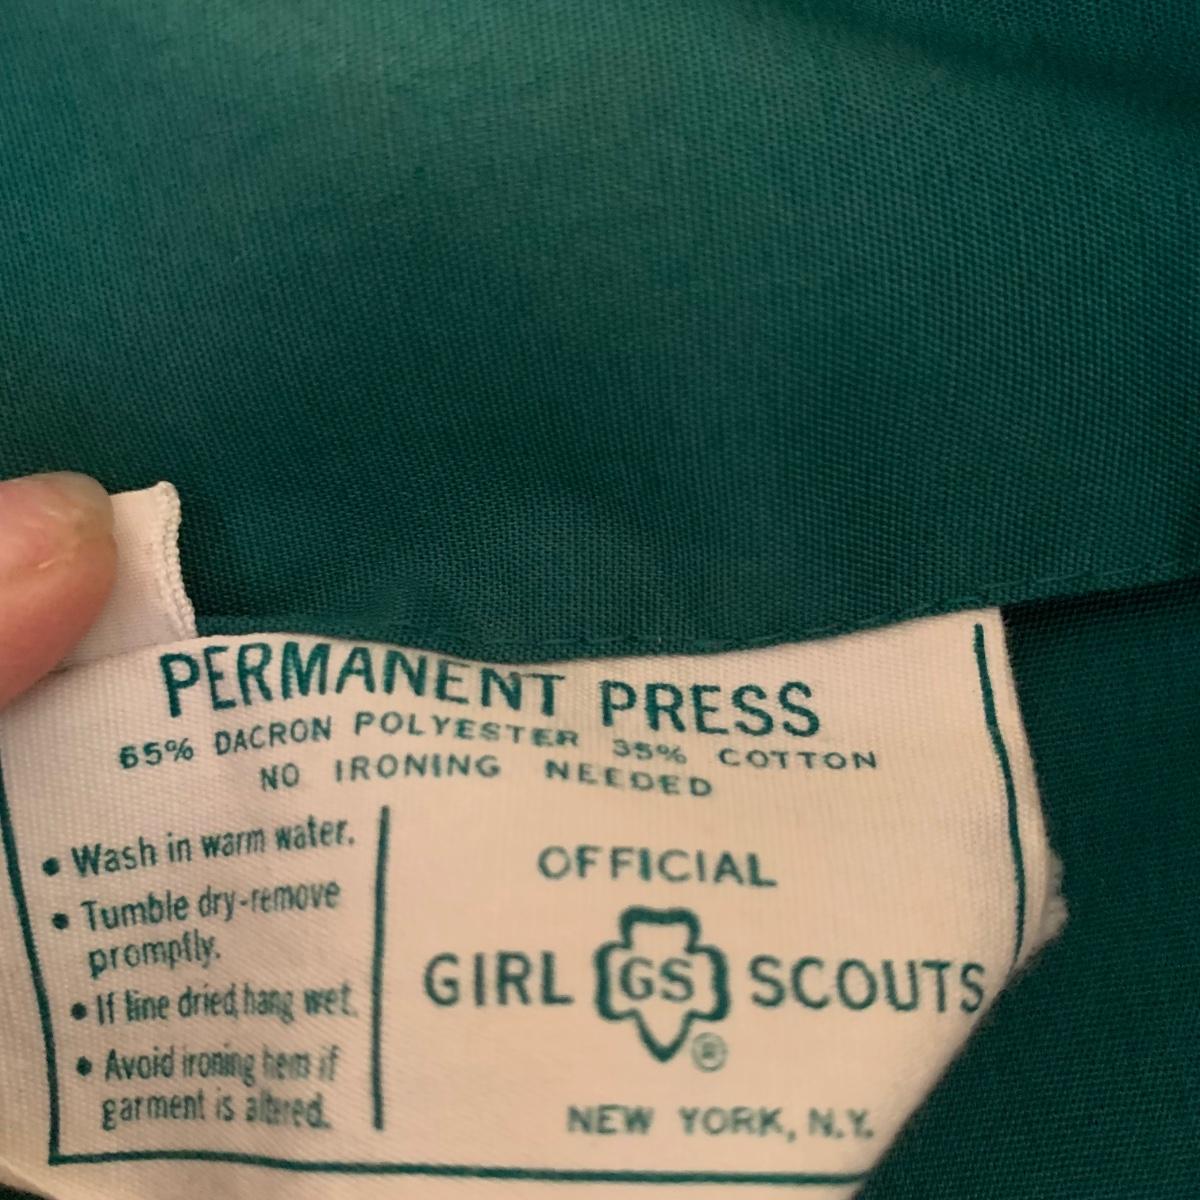 PERMANENT PRESS
65% DACRON POLYESTER 35% COTTON
NO IRONING NEEDED
• Wash in warm water.
• Tumble dry-remove
promptly.
• If line dried, hang wet.
• Avoid ironing hem if
garment is altered.
OFFICIAL
GIRL GS SCOUTS
®
NEW YORK, N.Y.